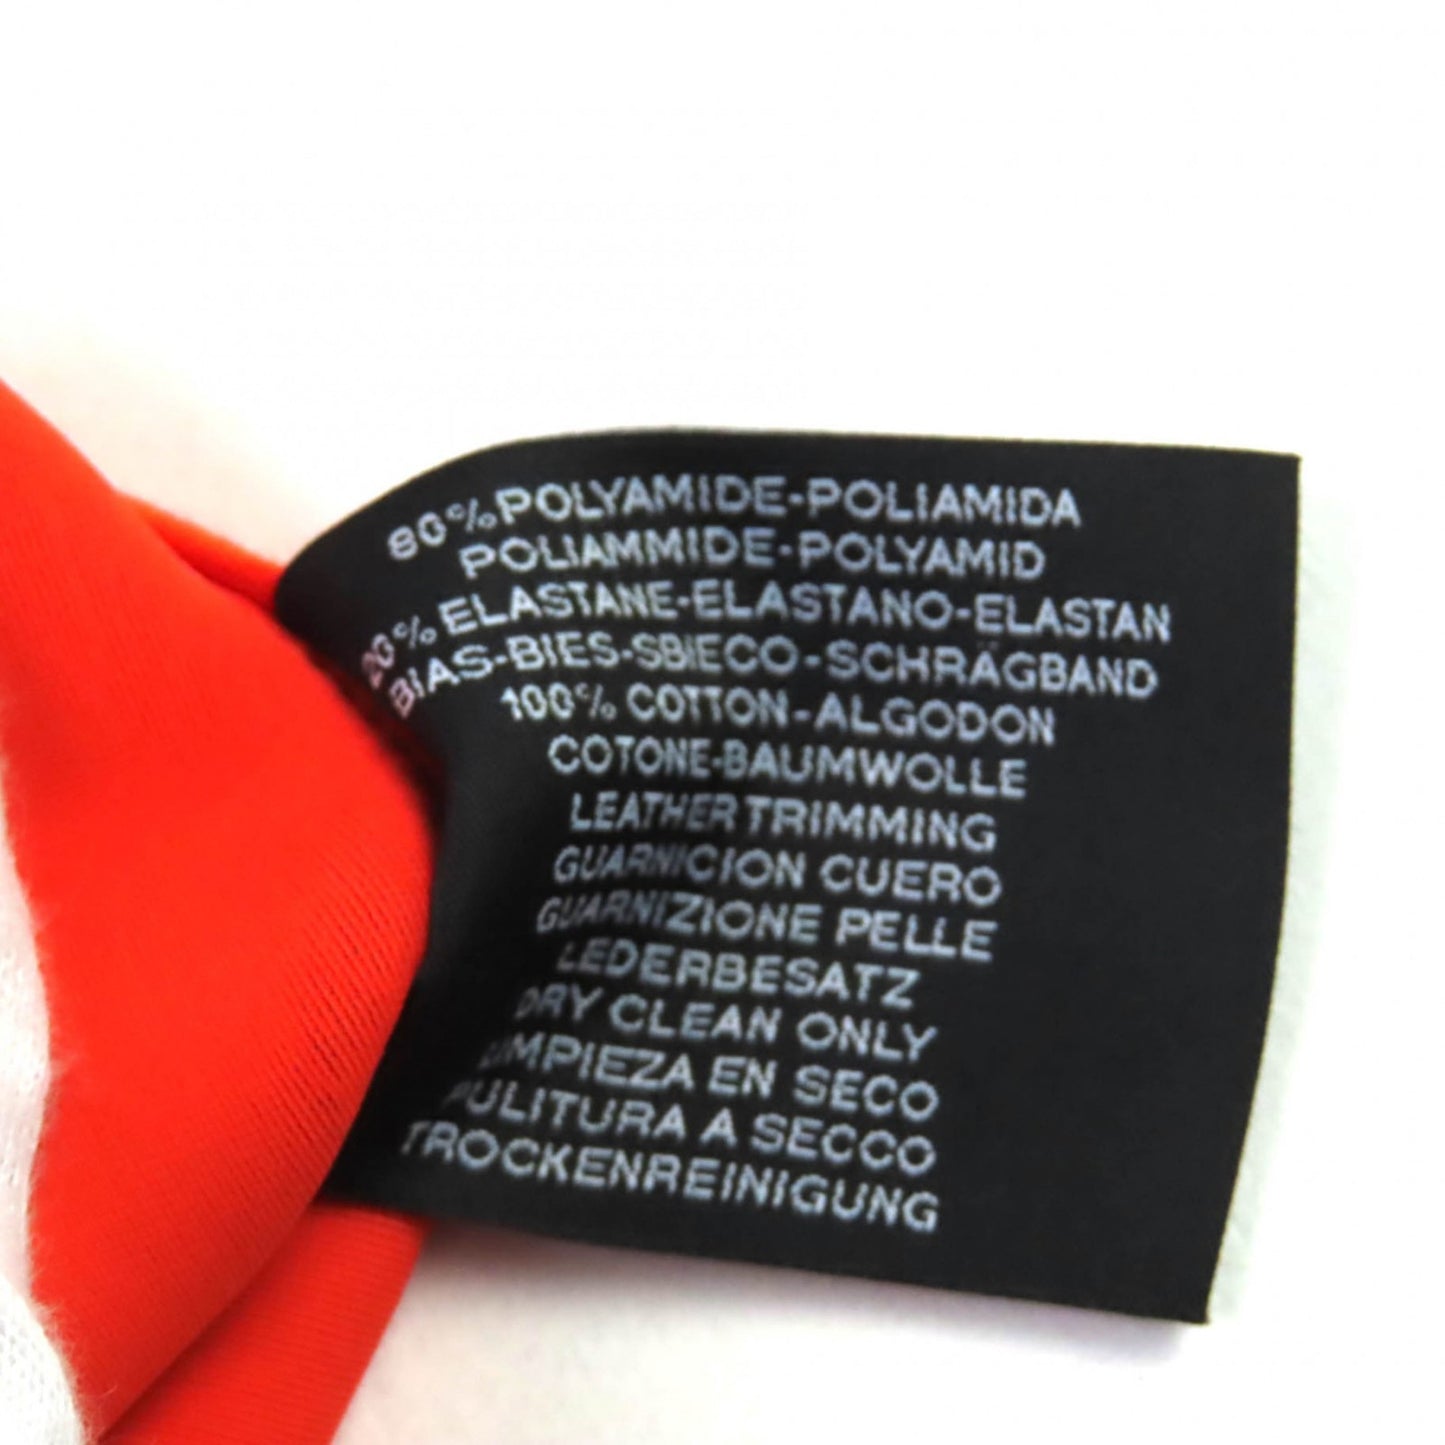 80%POLYAMIDE-POLIAMIDA
POLIAMMIDE-POLYAMID
20%ELASTANE-ELASTANO-ELASTAN
BIAS-BIES-SBIECO-SCHRÄGBAND
100% COTTON-ALGODON
COTONE-BAUMWOLLE
LEATHER TRIMMING
GUARNICION CUERO
GUARNIZIONE PELLE
LEDERBESATZ
DRY CLEAN ONLY
LIMPIEZA EN SECO
PULITURA A SECCO
TROCKENREINIGUNG